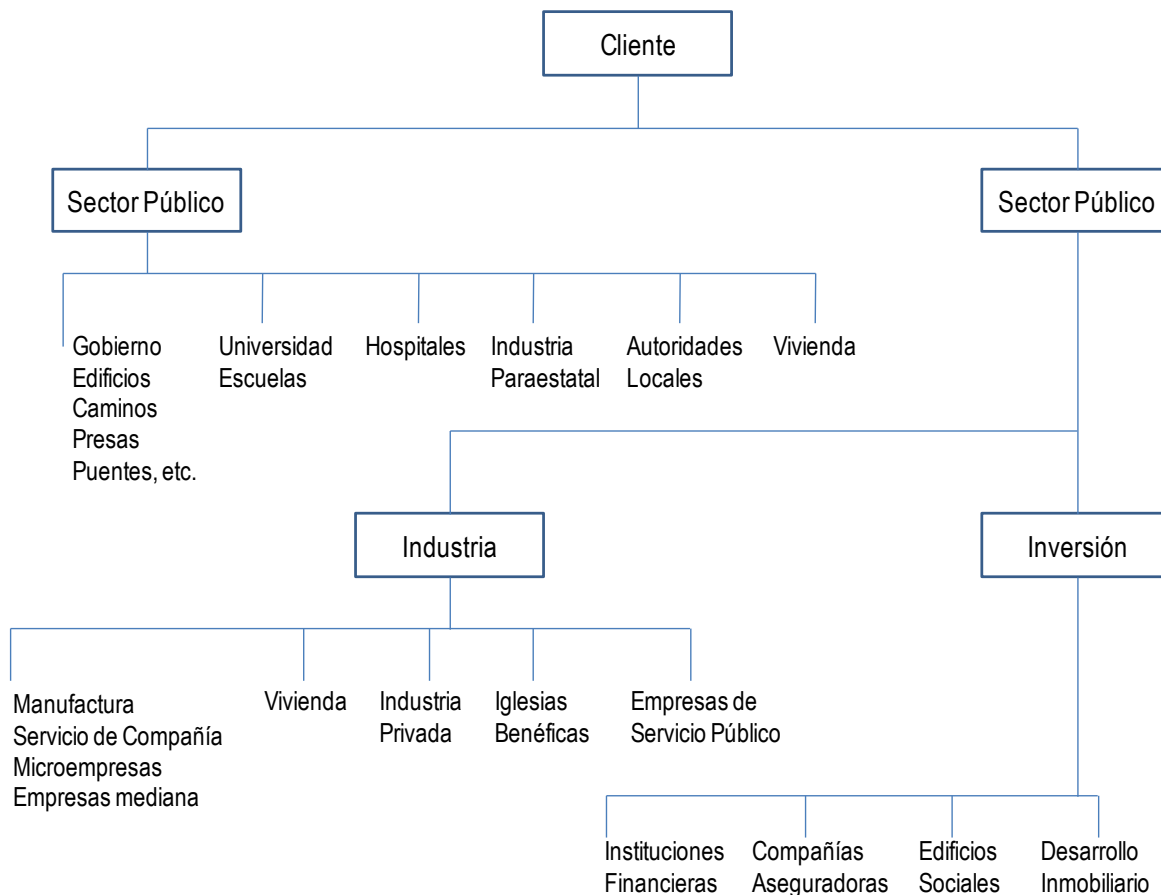 Cliente
Sector Público
Sector Público
Gobierno
Edificios
Caminos
Presas
Puentes, etc.
Universidad
Escuelas
Hospitales
Industria
Paraestatal
Autoridades
Locales
Vivienda
Industria
Inversión
Manufactura
Servicio de Compañía
Microempresas
Empresas mediana
Vivienda
Industria
Privada
Iglesias
Benéficas
Empresas de
Servicio Público
Instituciones
Financieras
Compañías
Aseguradoras
Edificios
Sociales
Desarrollo
Inmobiliario